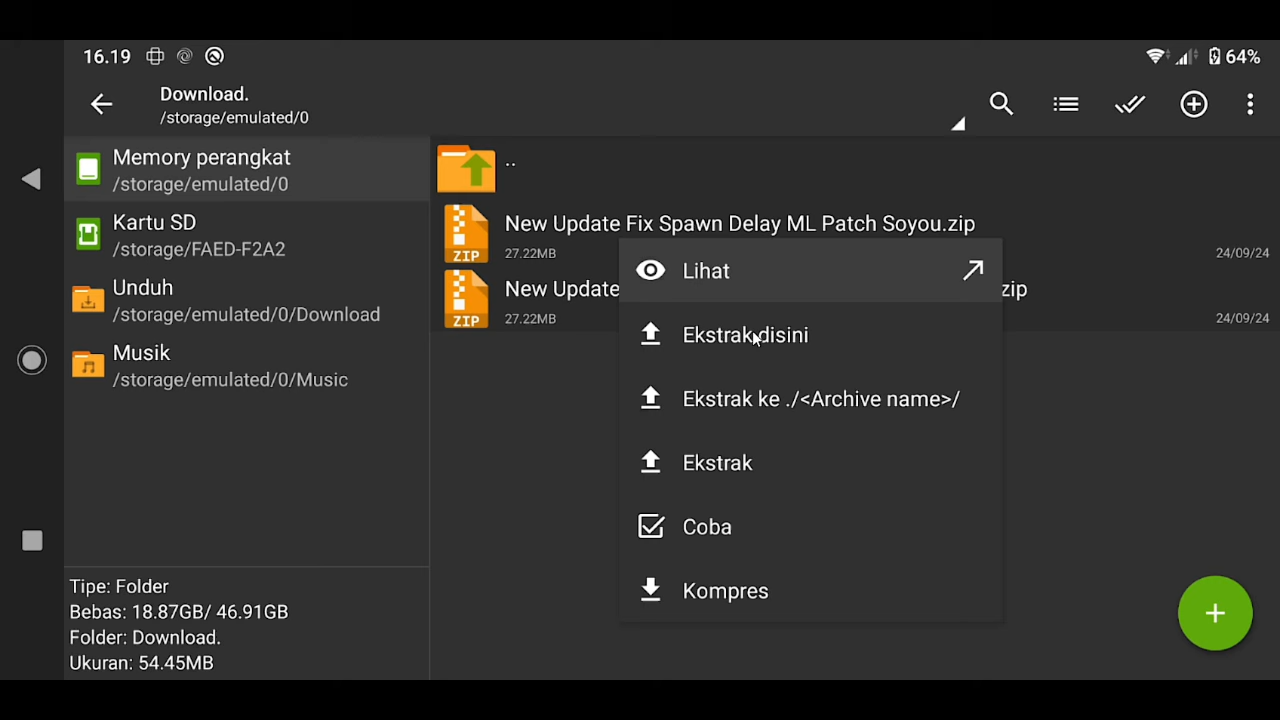 16.19
64%
Download.
/storage/emulated/0
Memory perangkat
/storage/emulated/0
Kartu SD
/storage/FAED-F2A2
Unduh
/storage/emulated/0/Download
Musik
/storage/emulated/0/Music
Tipe: Folder
Bebas: 18.87GB/ 46.91GB
Folder: Download.
Ukuran: 54.45MB
..
New Update Fix Spawn Delay ML Patch Soyou.zip
ZIP
27.22MB
24/09/24
New Update
zip
ZIP
27.22MB
24/09/24
Lihat
Ekstrak disini
Ekstrak ke ./<Archive name>/
Ekstrak
Coba
Kompres